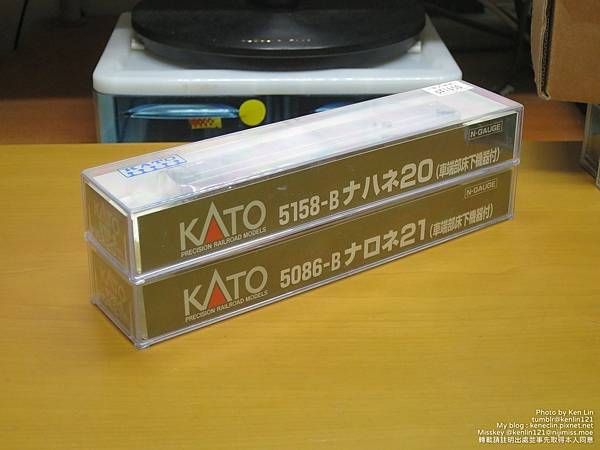 KATO
N-GAUGE
KATO
PRECISION RAILROAD MODELS
5158-B ナハネ20 (車端部床下機器付)
N-GAUGE
KATO
PRECISION RAILROAD MODELS
5086-B ナロネ21 (車端部床下機器付)
Photo by Ken Lin
tumblr@kenlin121
My blog : keneclin.pixnet.net
Misskey @kenlin121@nijimiss.moe
轉載請註明出處並事先取得本人同意